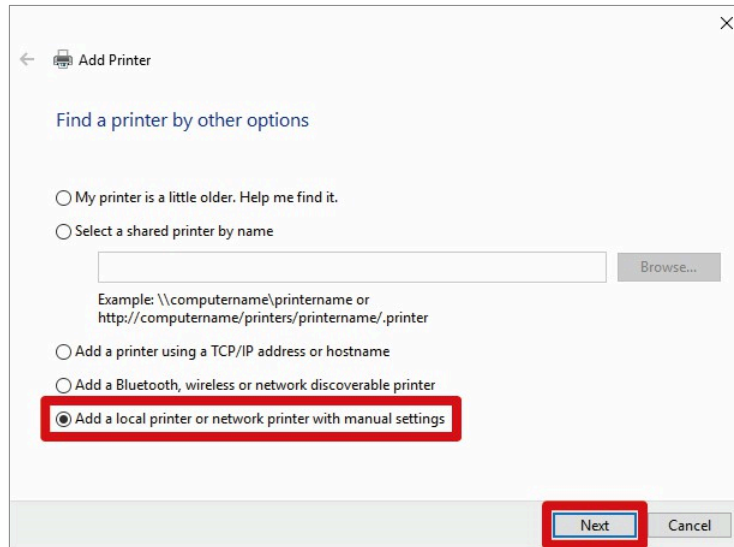 Add Printer
Find a printer by other options
My printer is a little older. Help me find it.
Select a shared printer by name
Browse...
Example: \\computername\printername or
http://computername/printers/printername/.printer
Add a printer using a TCP/IP address or hostname
Add a Bluetooth, wireless or network discoverable printer
Add a local printer or network printer with manual settings
Next
Cancel